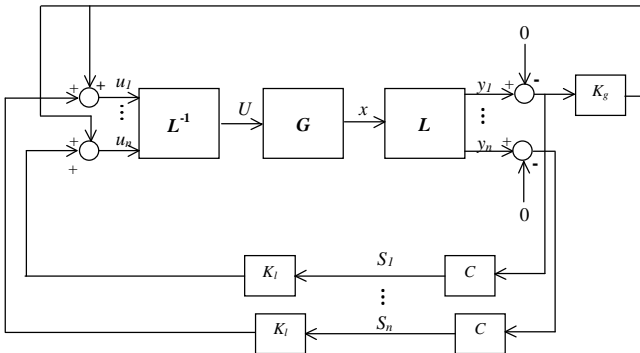 0
+ + u1 y1 + -
⋮ U x ⋮ Kg
L-1 G L
+ un yn +
+ -
0
S1
Kl C
⋮
Kl Sn C